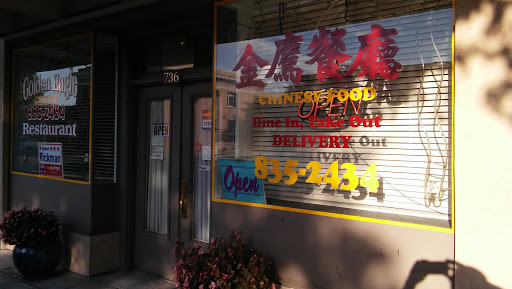 Golden Eagle
835-2434
Restaurant
Rickman
736
OPEN
金鷹餐廳
CHINESE FOOD
OPEN
Dine In, Take Out
DELIVERY
Open
835-2434